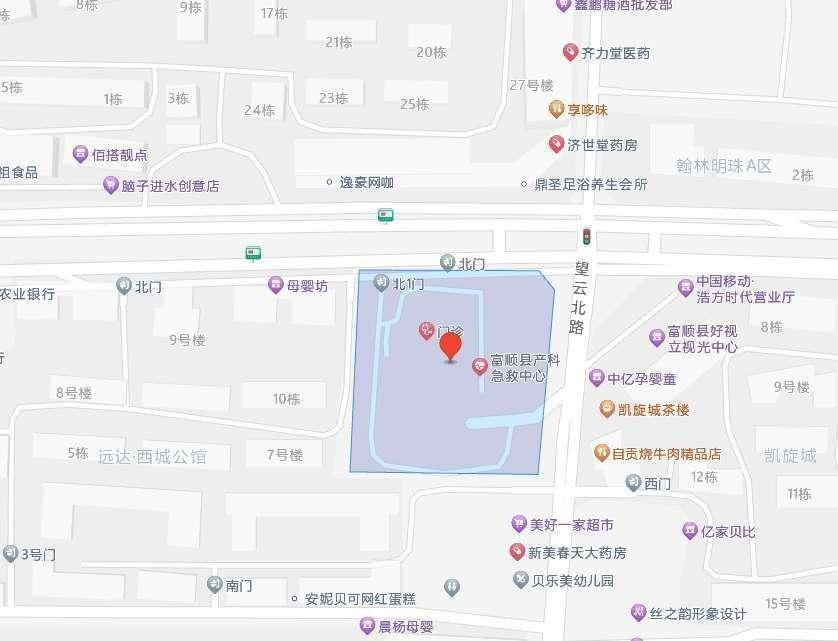 8栋
9栋
17栋
鑫鹏糖酒批发部
21栋
20栋
齐力堂医药
5栋
1栋
3栋
24栋
23栋
25栋
27号楼
享哆味
济世堂药房
佰搭靓点
祖食品
脑子进水创意店
逸豪网咖
鼎圣足浴养生会所
翰林明珠A区
2栋
望云北路
农业银行
北门
母婴坊
北1门
北门
中国移动·
浩方时代营业厅
9号楼
门诊
富顺县产科
急救中心
富顺县好视
立视光中心
8栋
8号楼
10栋
中亿孕婴童
9号楼
凯旋城茶楼
5栋
远达·西城公馆
7号楼
自贡烧牛肉精品店
凯旋城
12栋
西门
11栋
美好一家超市
亿家贝比
3号门
新美春天大药房
南门
贝乐美幼儿园
安妮贝可网红蛋糕
15号楼
丝之韵形象设计
晨杨母婴